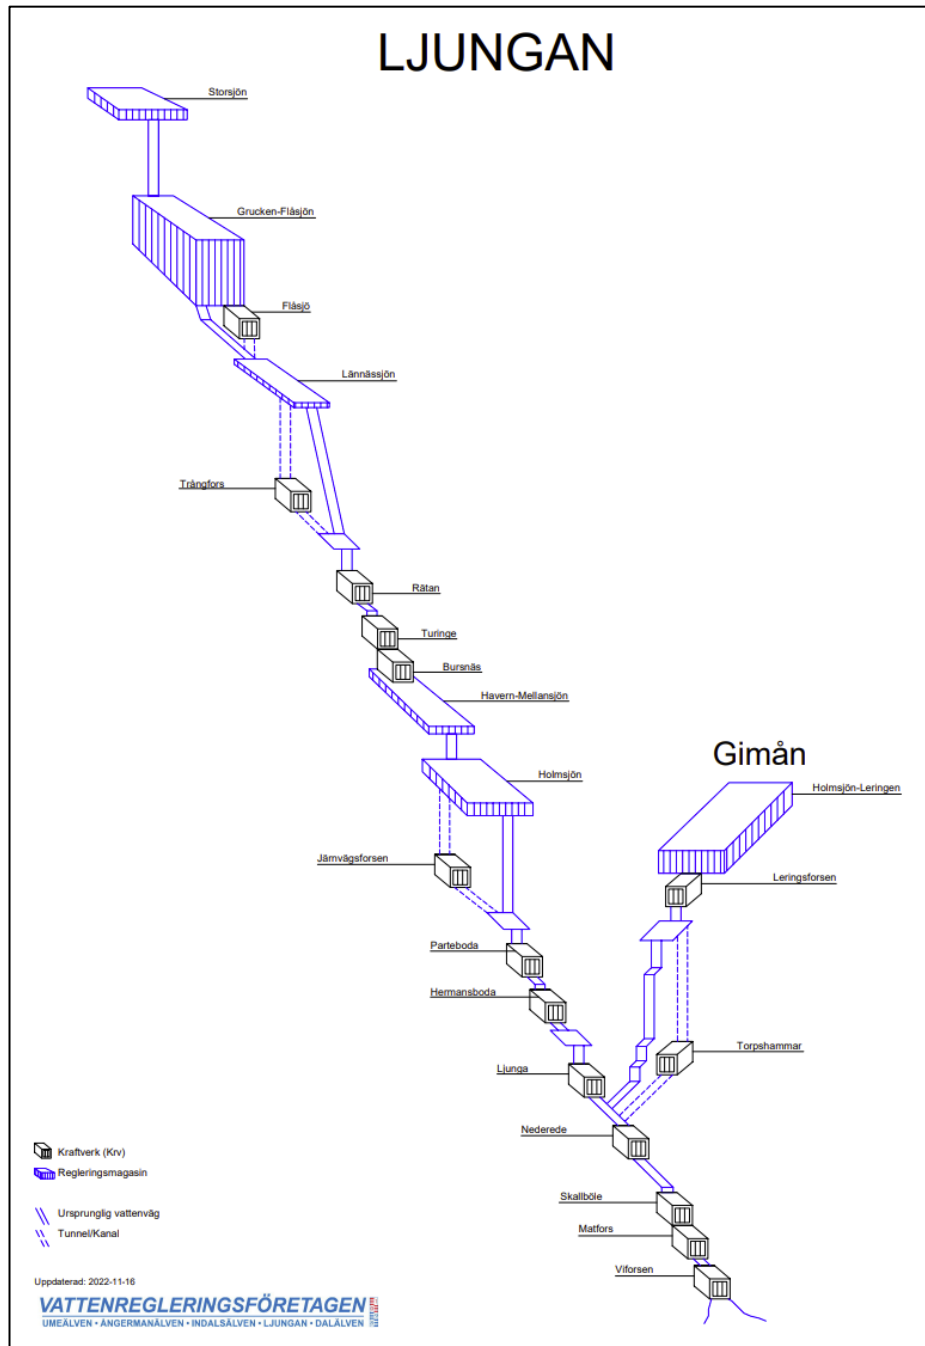 LJUNGAN
Storsjön
Grucken-Flåsjön
Flåsjö
Lännässjön
Trångfors
Rätan
Turinge
Bursnäs
Havern-Mellansjön
Gimån
Holmsjön
Holmsjön-Leringen
Järnvägsforsen
Leringsforsen
Parteboda
Hermansboda
Torpshammar
Ljunga
Nederede
Kraftverk (Krv)
Regleringsmagasin
Skallböle
Ursprunglig vattenväg
Matfors
Tunnel/Kanal
Viforsen
Uppdaterad: 2022-11-16
VATTENREGLERINGSFÖRETAGEN
UMEÄLVEN • ÅNGERMANÄLVEN • INDALSÄLVEN • LJUNGAN • DALÄLVEN